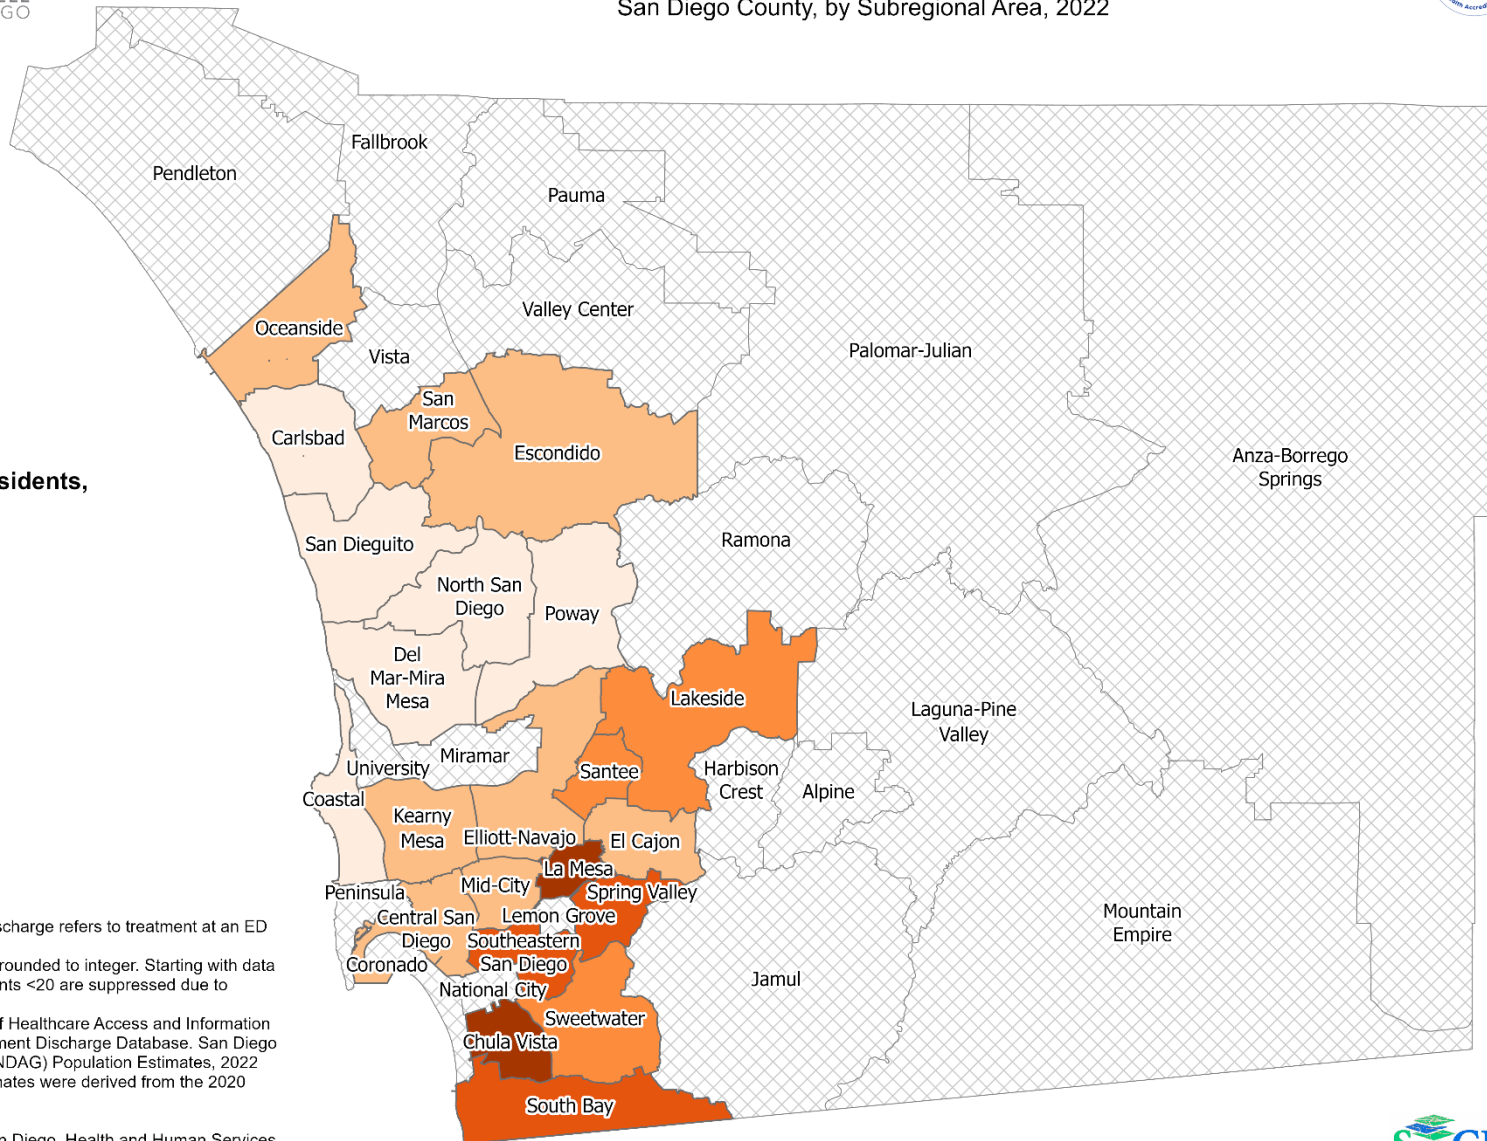 GO
San Diego County, by Subregional Area, 2022
Fallbrook
Pendleton
Pauma
Valley Center
Oceanside
Vista
Palomar-Julian
San
Marcos
Carlsbad
Escondido
Anza-Borrego
Springs
sidents,
Ramona
San Dieguito
North San
Diego
Poway
Del
Mar-Mira
Mesa
Lakeside
Laguna-Pine
Valley
Miramar
University
Santee
Harbison
Crest
Alpine
Coastal
Kearny
Mesa
Elliott-Navajo
El Cajon
La Mesa
Mid-City
Peninsula
Spring Valley
Central San
Diego
Lemon Grove
Mountain
Empire
Southeastern
San Diego
Coronado
Jamul
National City
Sweetwater
Chula Vista
South Bay
scharge refers to treatment at an ED
rounded to integer. Starting with data
nts <20 are suppressed due to
f Healthcare Access and Information
ment Discharge Database. San Diego
NDAG) Population Estimates, 2022
mates were derived from the 2020
n Diego, Health and Human Services